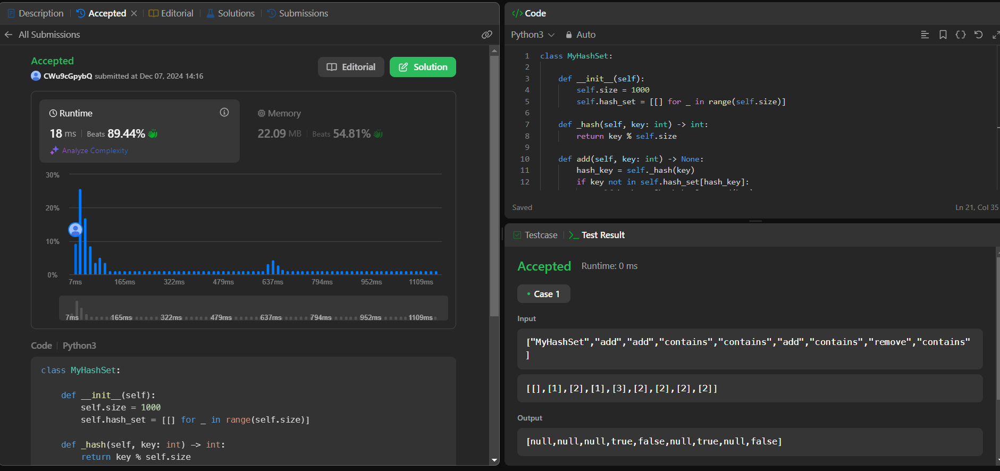 Description
Accepted
Editorial
Solutions
Submissions
All Submissions
Accepted
CWu9cGpybQ submitted at Dec 07, 2024 14:16
Editorial
Solution
Runtime
18 ms
Beats 89.44%
Analyze Complexity
Memory
22.09 MB
Beats 54.81%
30%
20%
10%
0%
7ms 165ms 322ms 479ms 637ms 794ms 952ms 1109ms
7ms 165ms 322ms 479ms 637ms 794ms 952ms 1109ms
Code
Python3
class MyHashSet:
def __init__(self):
self.size = 1000
self.hash_set = [[] for _ in range(self.size)]
def _hash(self, key: int) -> int:
return key % self.size
</> Code
Python3
Auto
1 class MyHashSet:
2
3 def __init__(self):
4 self.size = 1000
5 self.hash_set = [[] for _ in range(self.size)]
6
7 def _hash(self, key: int) -> int:
8 return key % self.size
9
10 def add(self, key: int) -> None:
11 hash_key = self._hash(key)
12 if key not in self.hash_set[hash_key]:
Saved
Ln 21, Col 35
Testcase
Test Result
Accepted
Runtime: 0 ms
Case 1
Input
["MyHashSet","add","add","contains","contains","add","contains","remove","contains"
]
[[],[1],[2],[1],[3],[2],[2],[2],[2]]
Output
[null,null,null,true,false,null,true,null,false]